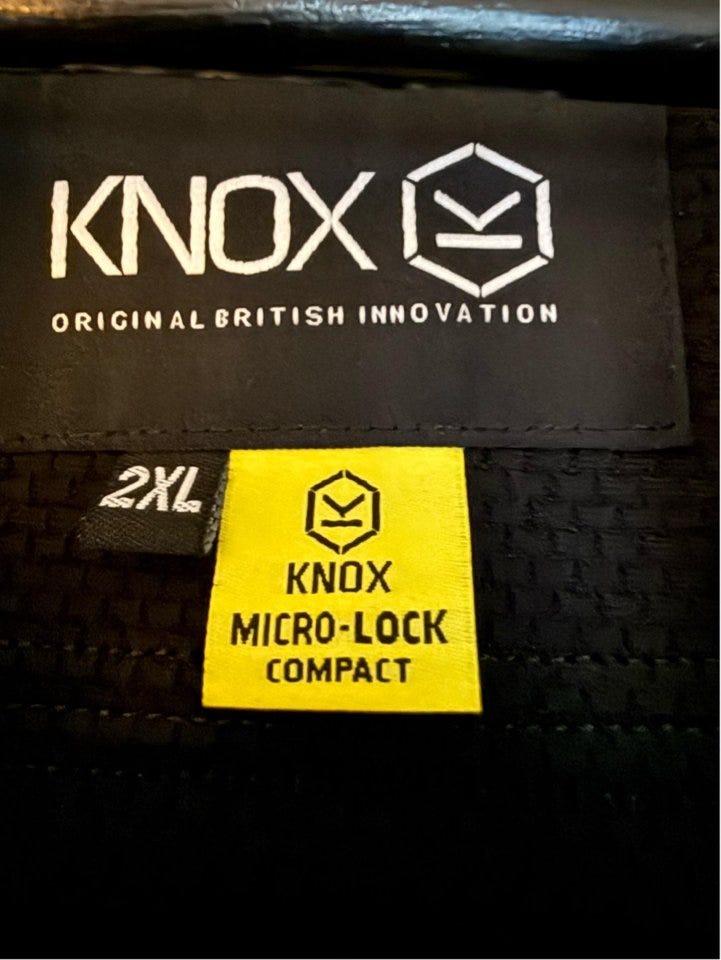 KNOX
ORIGINAL BRITISH INNOVATION
2XL
KNOX
MICRO-LOCK
COMPACT